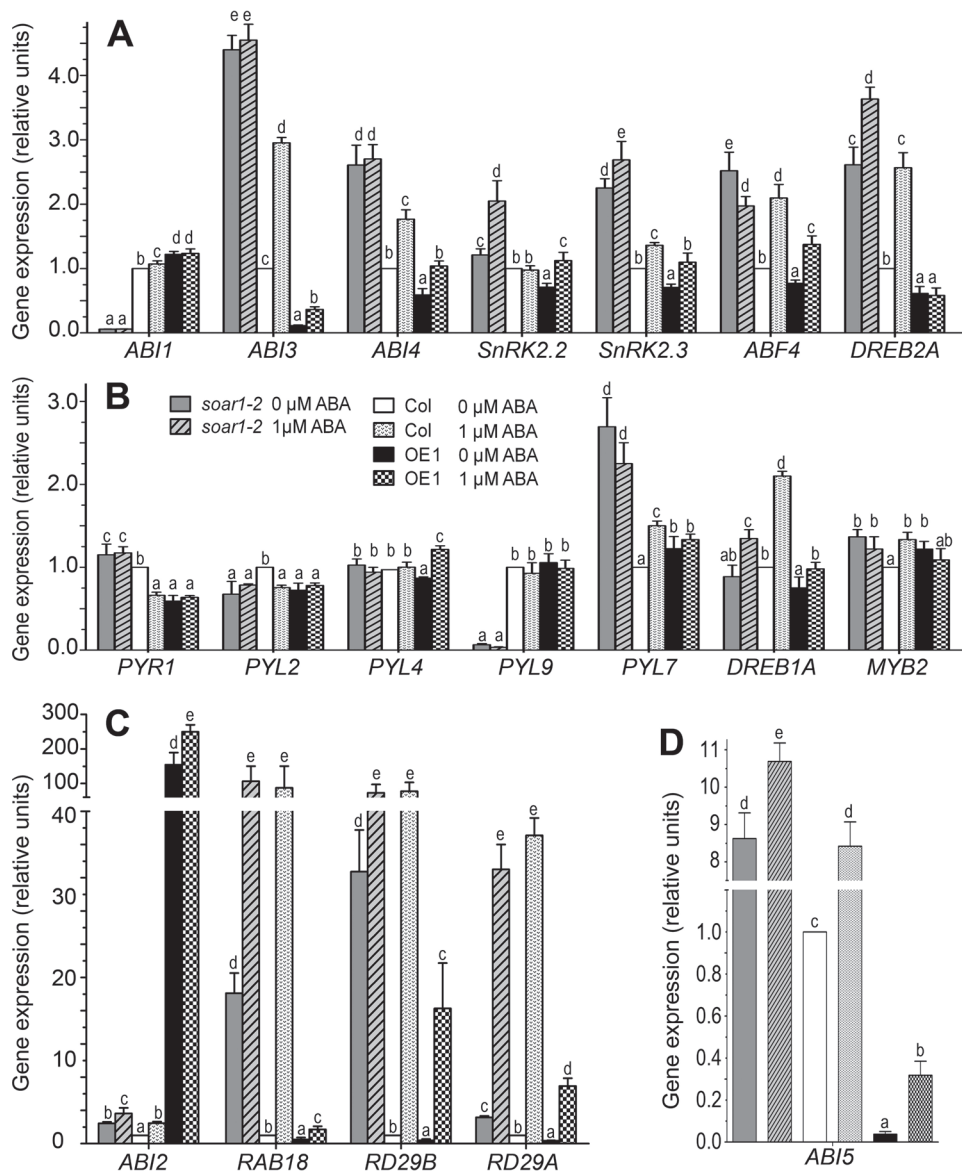 A
Gene expression (relative units)
4.0
3.0
2.0
1.0
0.0
a a b c d d
e e c d a b
d d b c a b
c d b b a c
d e b c a b
e d b d a c
c d b c a a
ABI1 ABI3 ABI4 SnRK2.2 SnRK2.3 ABF4 DREB2A
B
Gene expression (relative units)
3.0
2.0
1.0
0.0
soar1-2 0 µM ABA
soar1-2 1µM ABA
Col 0 µM ABA
Col 1 µM ABA
OE1 0 µM ABA
OE1 1 µM ABA
c c b a a a
a a b a a a
b b b b a c
a a b b b b
d d a c b b
ab c b d a b
b b a b b ab
PYR1 PYL2 PYL4 PYL9 PYL7 DREB1A MYB2
C
Gene expression (relative units)
300
200
100
40
30
20
10
0
b c a b d e
d e b e a c
d e b e a c
c e b e a d
ABI2 RAB18 RD29B RD29A
D
Gene expression (relative units)
11
10
9
8
1.0
0.8
0.6
0.4
0.2
0.0
d e c d a b
ABI5